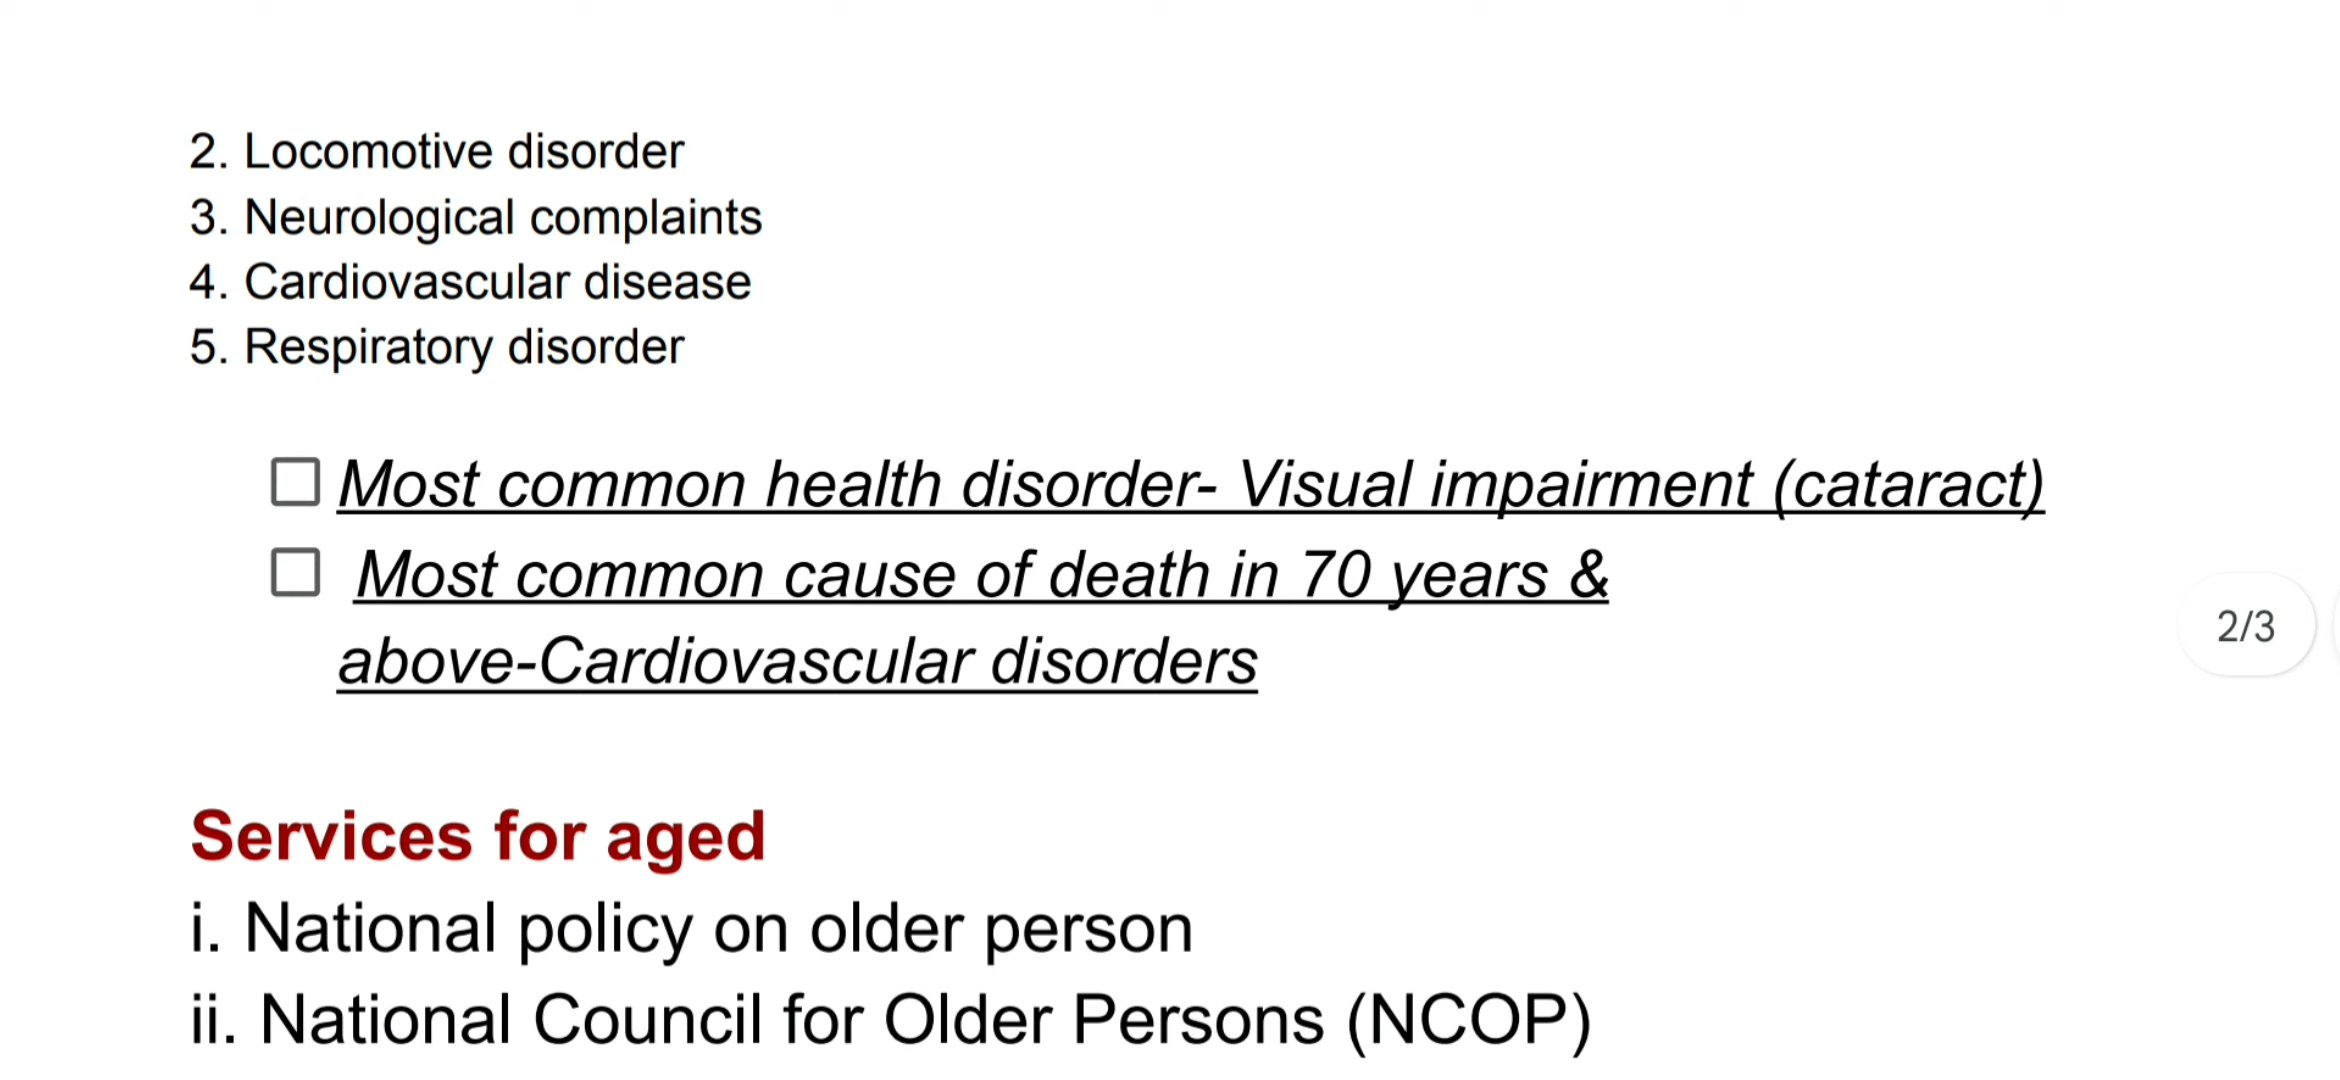 2. Locomotive disorder
3. Neurological complaints
4. Cardiovascular disease
5. Respiratory disorder
☐ Most common health disorder- Visual impairment (cataract)
☐ Most common cause of death in 70 years &
above-Cardiovascular disorders
2/3
Services for aged
i. National policy on older person
ii. National Council for Older Persons (NCOP)